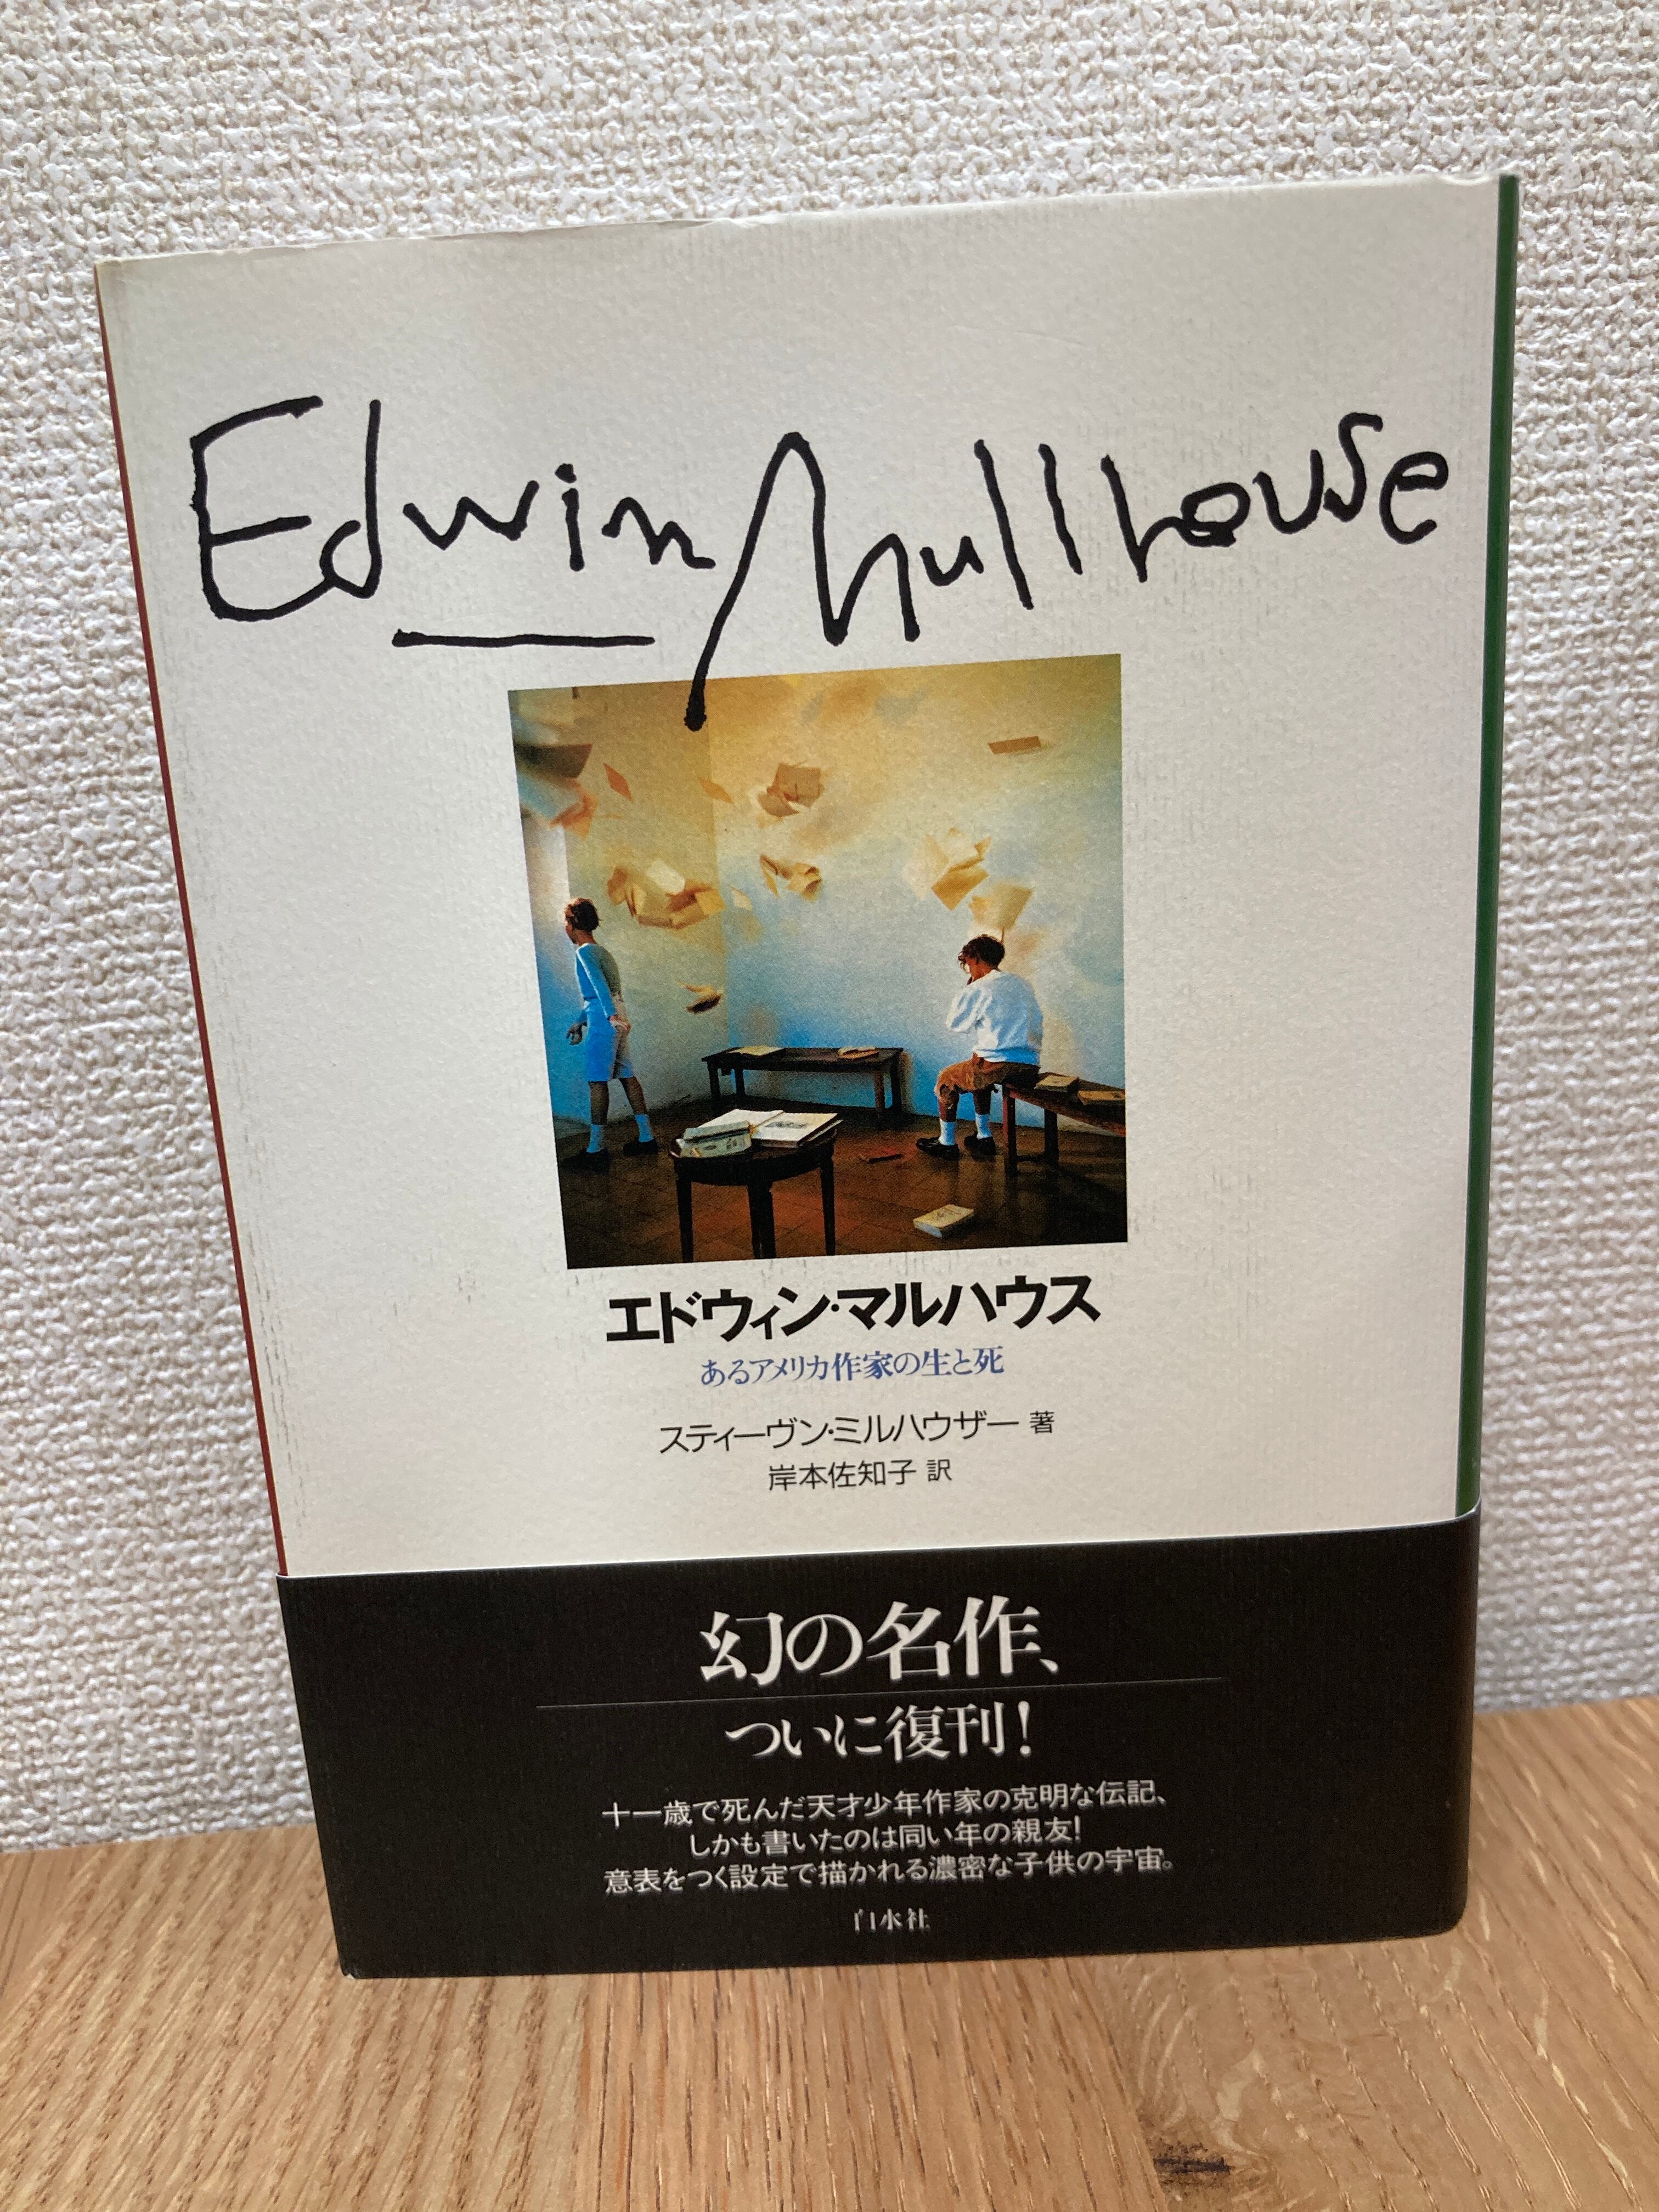 Edwin Mullhouse
エドウィン・マルハウス
あるアメリカ作家の生と死
スティーヴン・ミルハウザー 著
岸本佐知子 訳
幻の名作、
ついに復刊!
十一歳で死んだ天才少年作家の克明な伝記、
しかも書いたのは同い年の親友!
意表をつく設定で描かれる濃密な子供の宇宙。
白水社